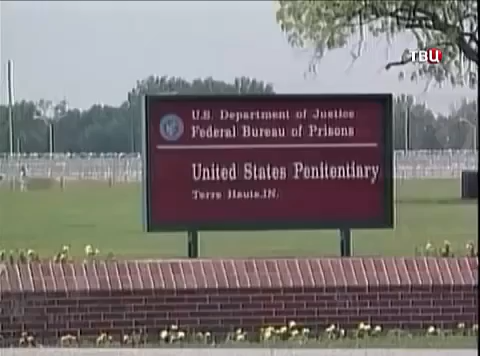 ТВЦ
U.S. Department of Justice
Federal Bureau of Prisons
United States Penitentiary
Terre Haute, IN.